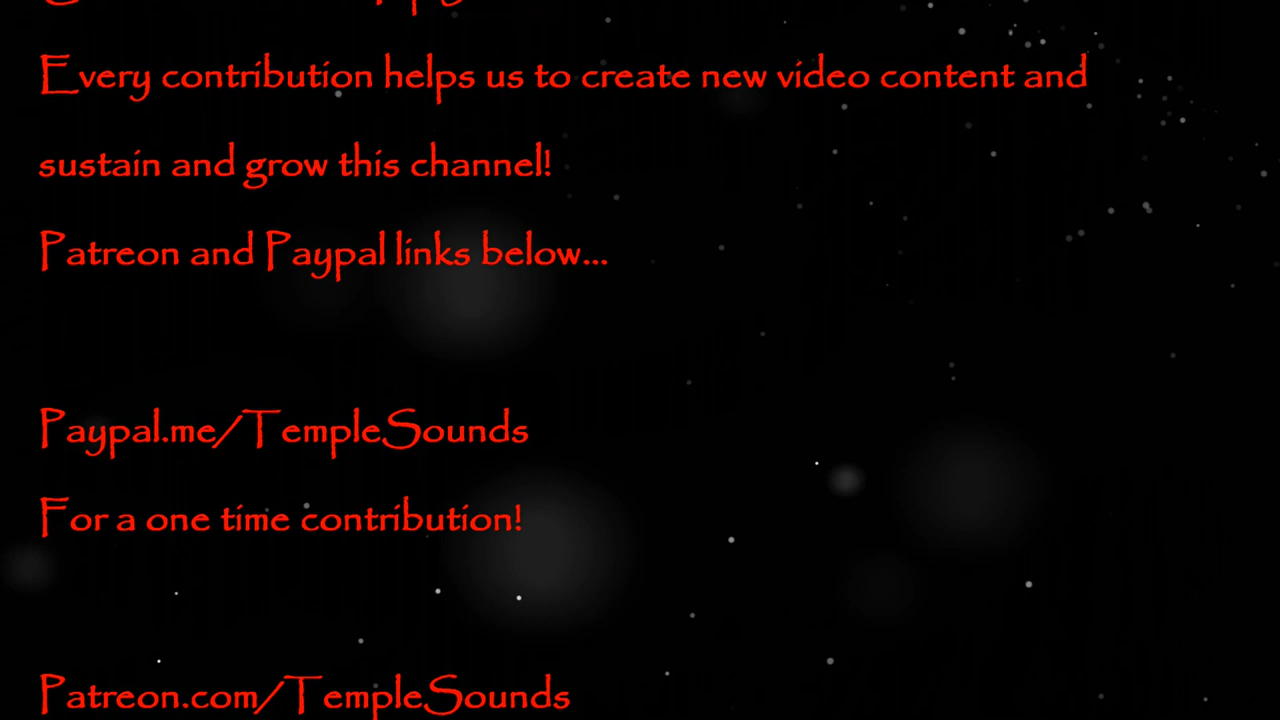 Every contribution helps us to create new video content and
sustain and grow this channel!
Patreon and Paypal links below...
Paypal.me/TempleSounds
For a one time contribution!
Patreon.com/TempleSounds